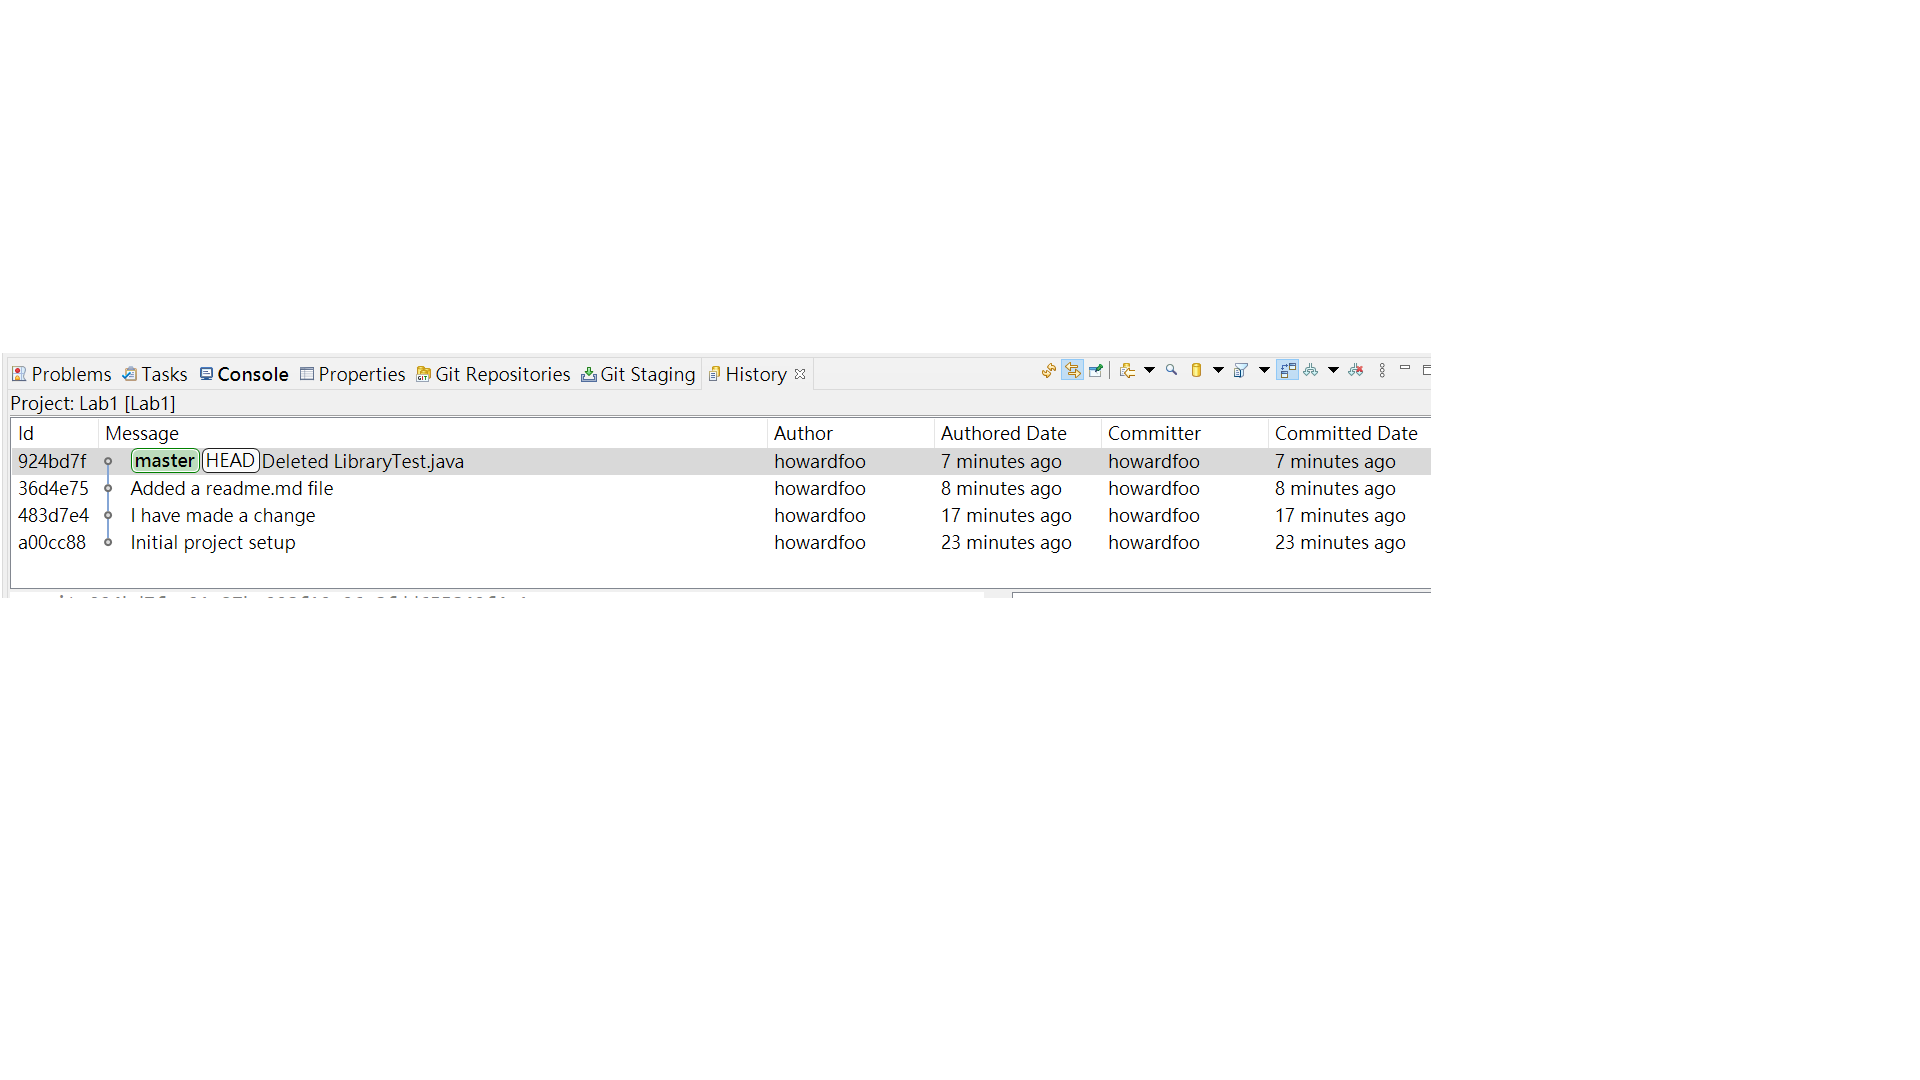 Problems Tasks Console Properties Git Repositories Git Staging History
Project: Lab1 [Lab1]
Id Message Author Authored Date Committer Committed Date
924bd7f master HEAD Deleted LibraryTest.java howardfoo 7 minutes ago howardfoo 7 minutes ago
36d4e75 Added a readme.md file howardfoo 8 minutes ago howardfoo 8 minutes ago
483d7e4 I have made a change howardfoo 17 minutes ago howardfoo 17 minutes ago
a00cc88 Initial project setup howardfoo 23 minutes ago howardfoo 23 minutes ago